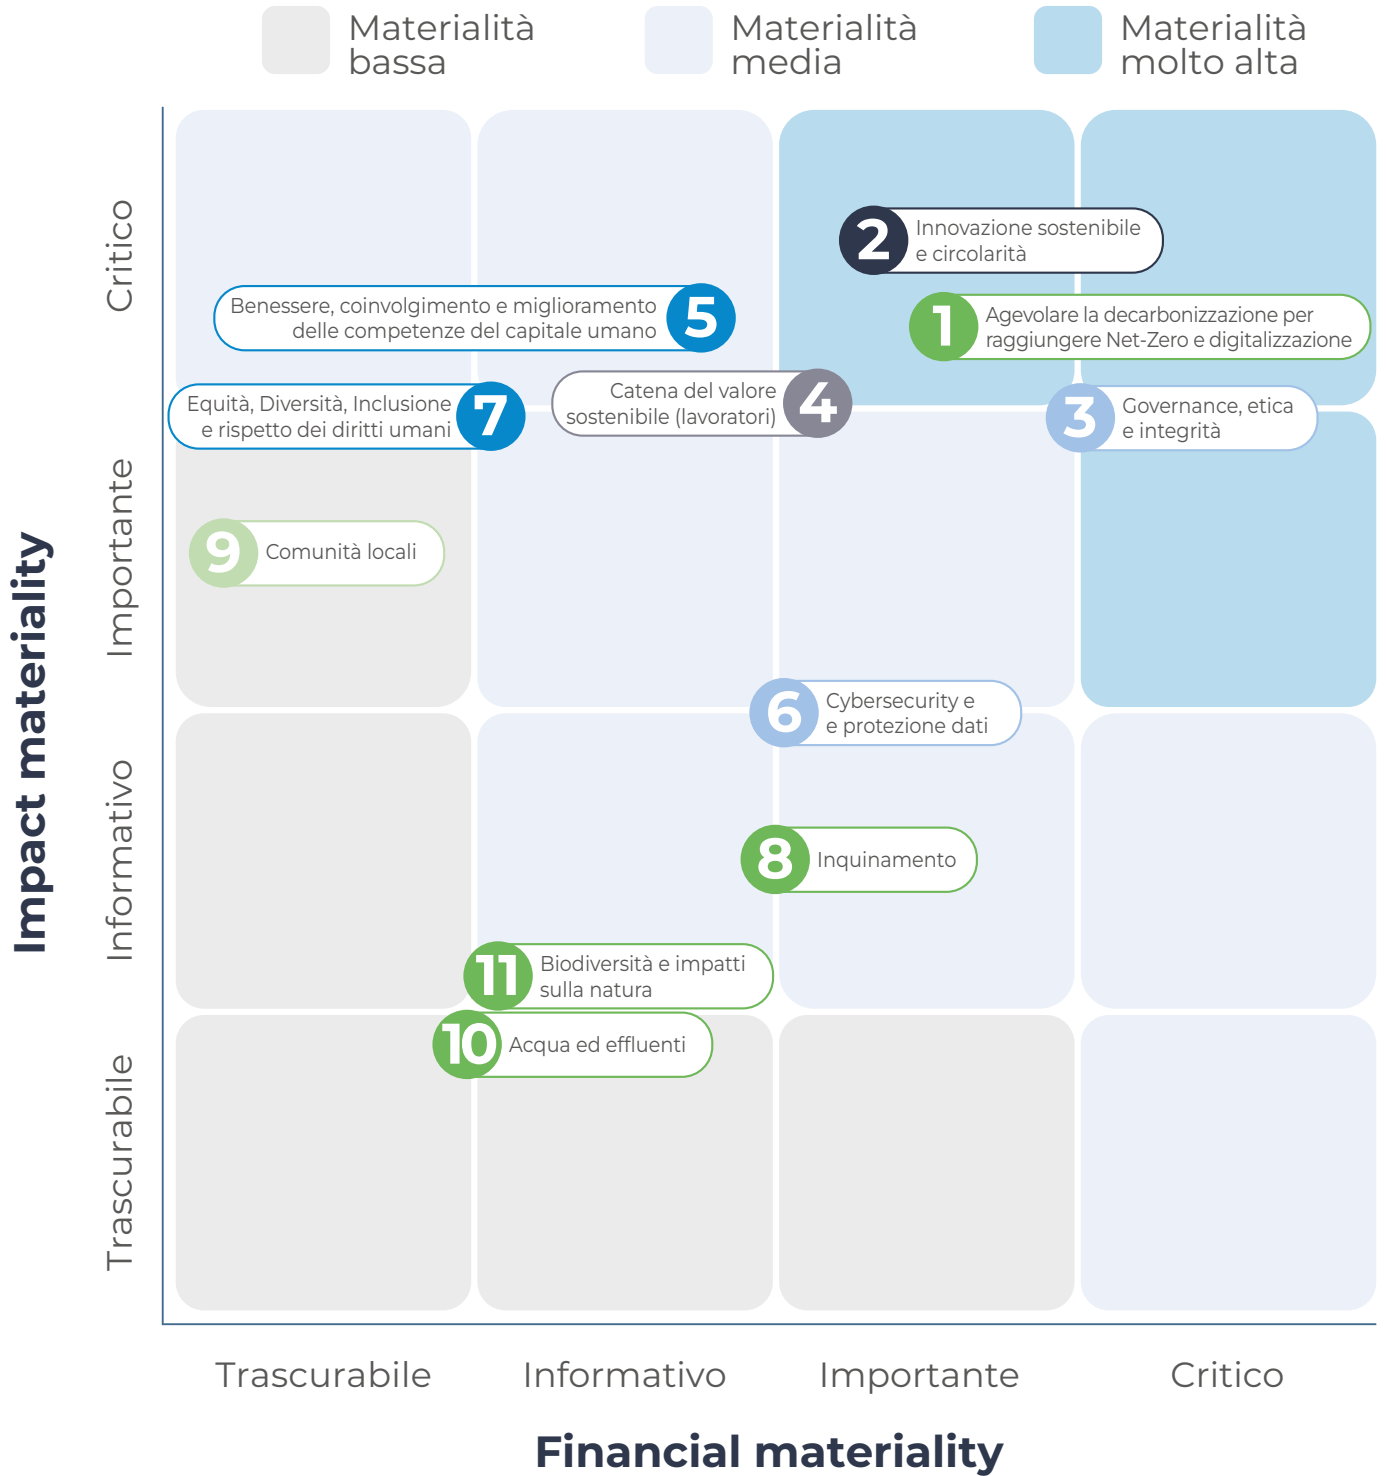 Materialità
bassa
Materialità
media
Materialità
molto alta
Impact materiality
Critico
Importante
Informativo
Trascurabile
2
Innovazione sostenibile
e circolarità
Benessere, coinvolgimento e miglioramento
delle competenze del capitale umano
5
1
Agevolare la decarbonizzazione per
raggiungere Net-Zero e digitalizzazione
Equità, Diversità, Inclusione
e rispetto dei diritti umani
7
Catena del valore
sostenibile (lavoratori)
4
3
Governance, etica
e integrità
9
Comunità locali
6
Cybersecurity e
e protezione dati
8
Inquinamento
11
Biodiversità e impatti
sulla natura
10
Acqua ed effluenti
Trascurabile
Informativo
Importante
Critico
Financial materiality